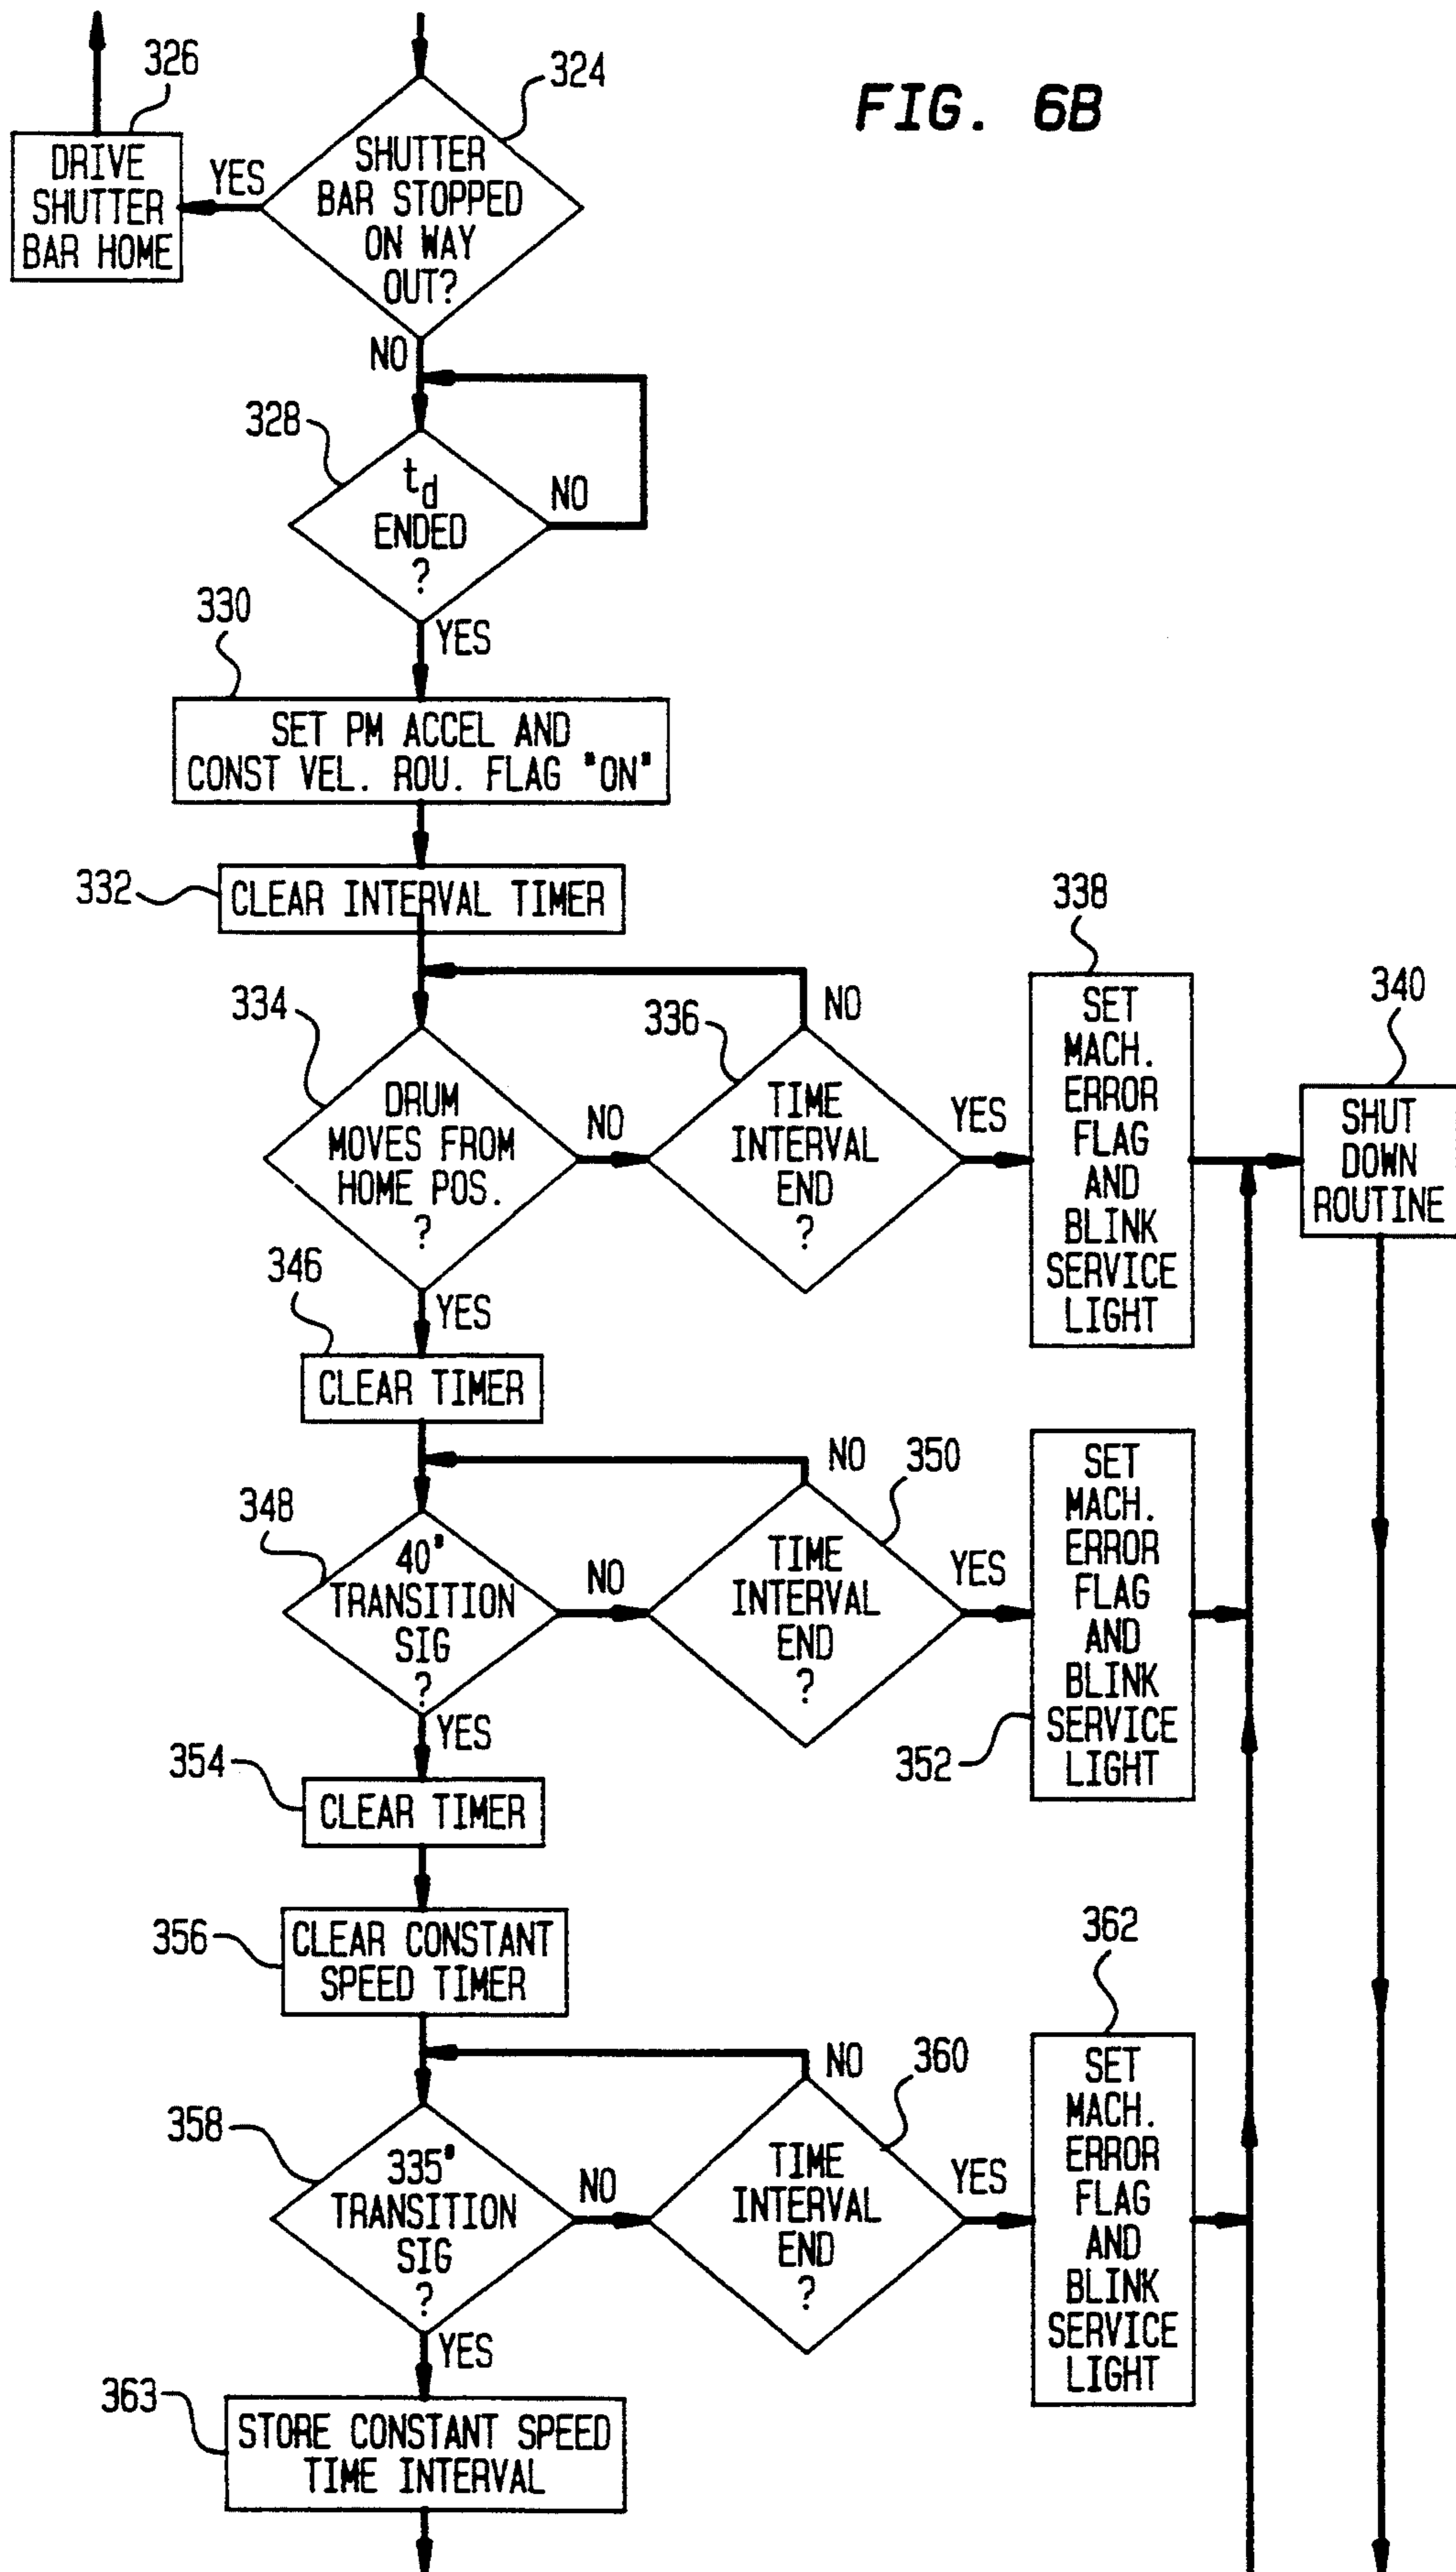 FIG. 6B
326
DRIVE
SHUTTER
BAR HOME
YES
324
SHUTTER
BAR STOPPED
ON WAY
OUT?
NO
328
td
ENDED
?
NO
YES
330
SET PM ACCEL AND
CONST VEL. ROU. FLAG "ON"
332
CLEAR INTERVAL TIMER
334
DRUM
MOVES FROM
HOME POS.
?
NO
336
TIME
INTERVAL
END
?
NO
YES
338
SET
MACH.
ERROR
FLAG
AND
BLINK
SERVICE
LIGHT
340
SHUT
DOWN
ROUTINE
YES
346
CLEAR TIMER
348
40°
TRANSITION
SIG
?
NO
350
TIME
INTERVAL
END
?
NO
YES
352
SET
MACH.
ERROR
FLAG
AND
BLINK
SERVICE
LIGHT
YES
354
CLEAR TIMER
356
CLEAR CONSTANT
SPEED TIMER
358
335°
TRANSITION
SIG
?
NO
360
TIME
INTERVAL
END
?
NO
YES
362
SET
MACH.
ERROR
FLAG
AND
BLINK
SERVICE
LIGHT
YES
363
STORE CONSTANT SPEED
TIME INTERVAL